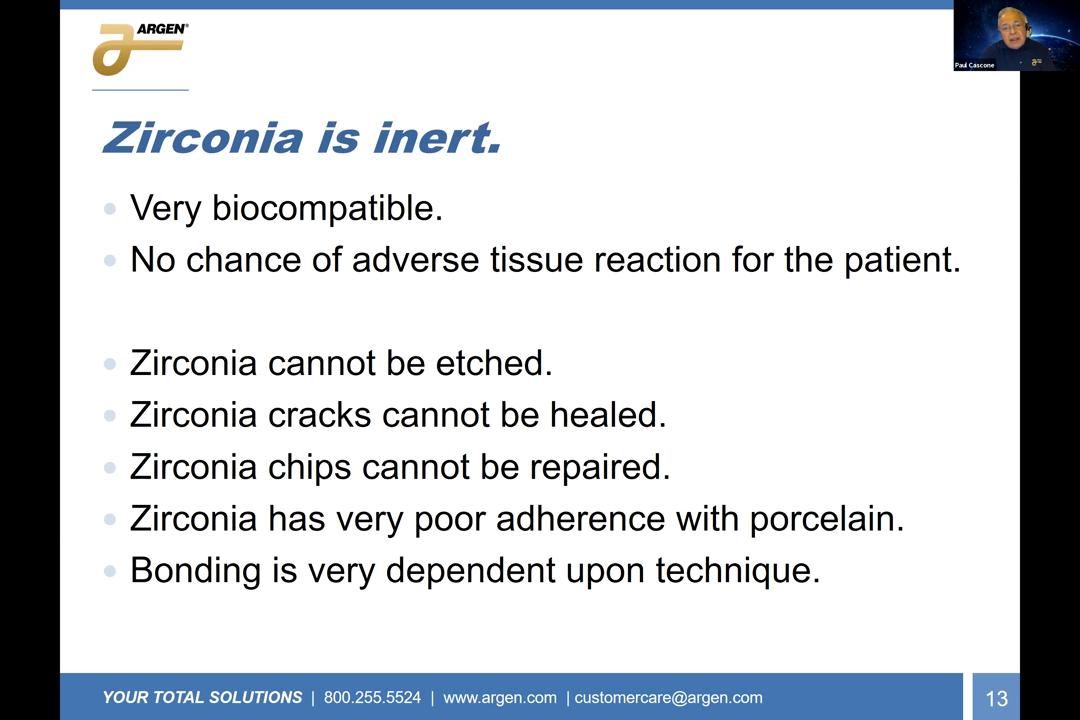 ARGEN®
Paul Cascone
Zirconia is inert.
Very biocompatible.
No chance of adverse tissue reaction for the patient.
Zirconia cannot be etched.
Zirconia cracks cannot be healed.
Zirconia chips cannot be repaired.
Zirconia has very poor adherence with porcelain.
Bonding is very dependent upon technique.
YOUR TOTAL SOLUTIONS | 800.255.5524 | www.argen.com | customercare@argen.com
13